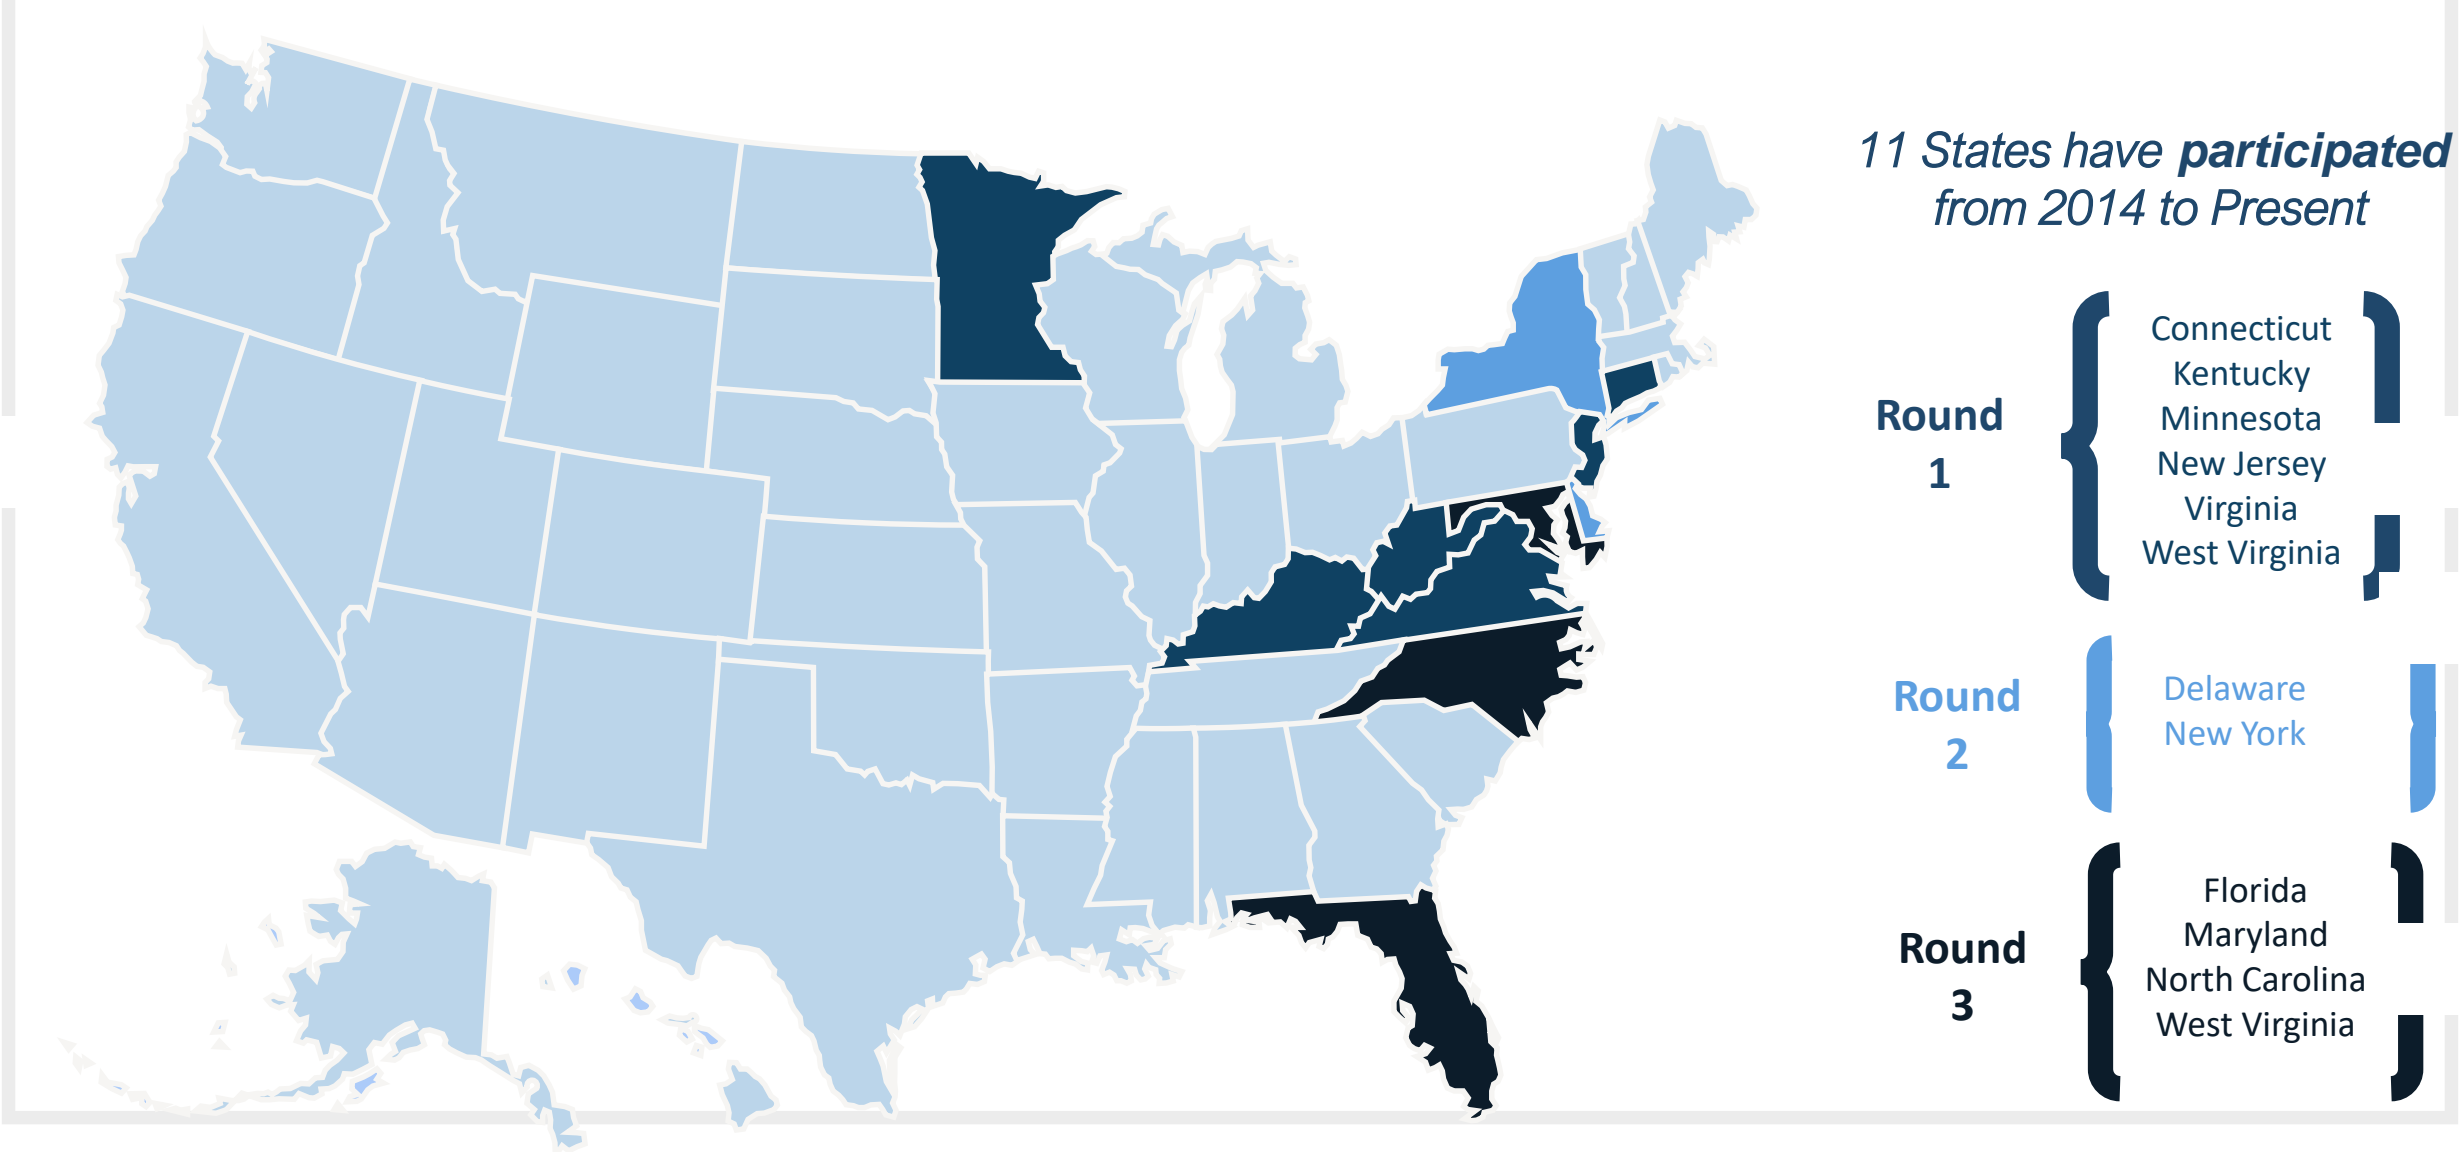 11 States have participated
from 2014 to Present
Round
1
Connecticut
Kentucky
Minnesota
New Jersey
Virginia
West Virginia
Round
2
Delaware
New York
Round
3
Florida
Maryland
North Carolina
West Virginia